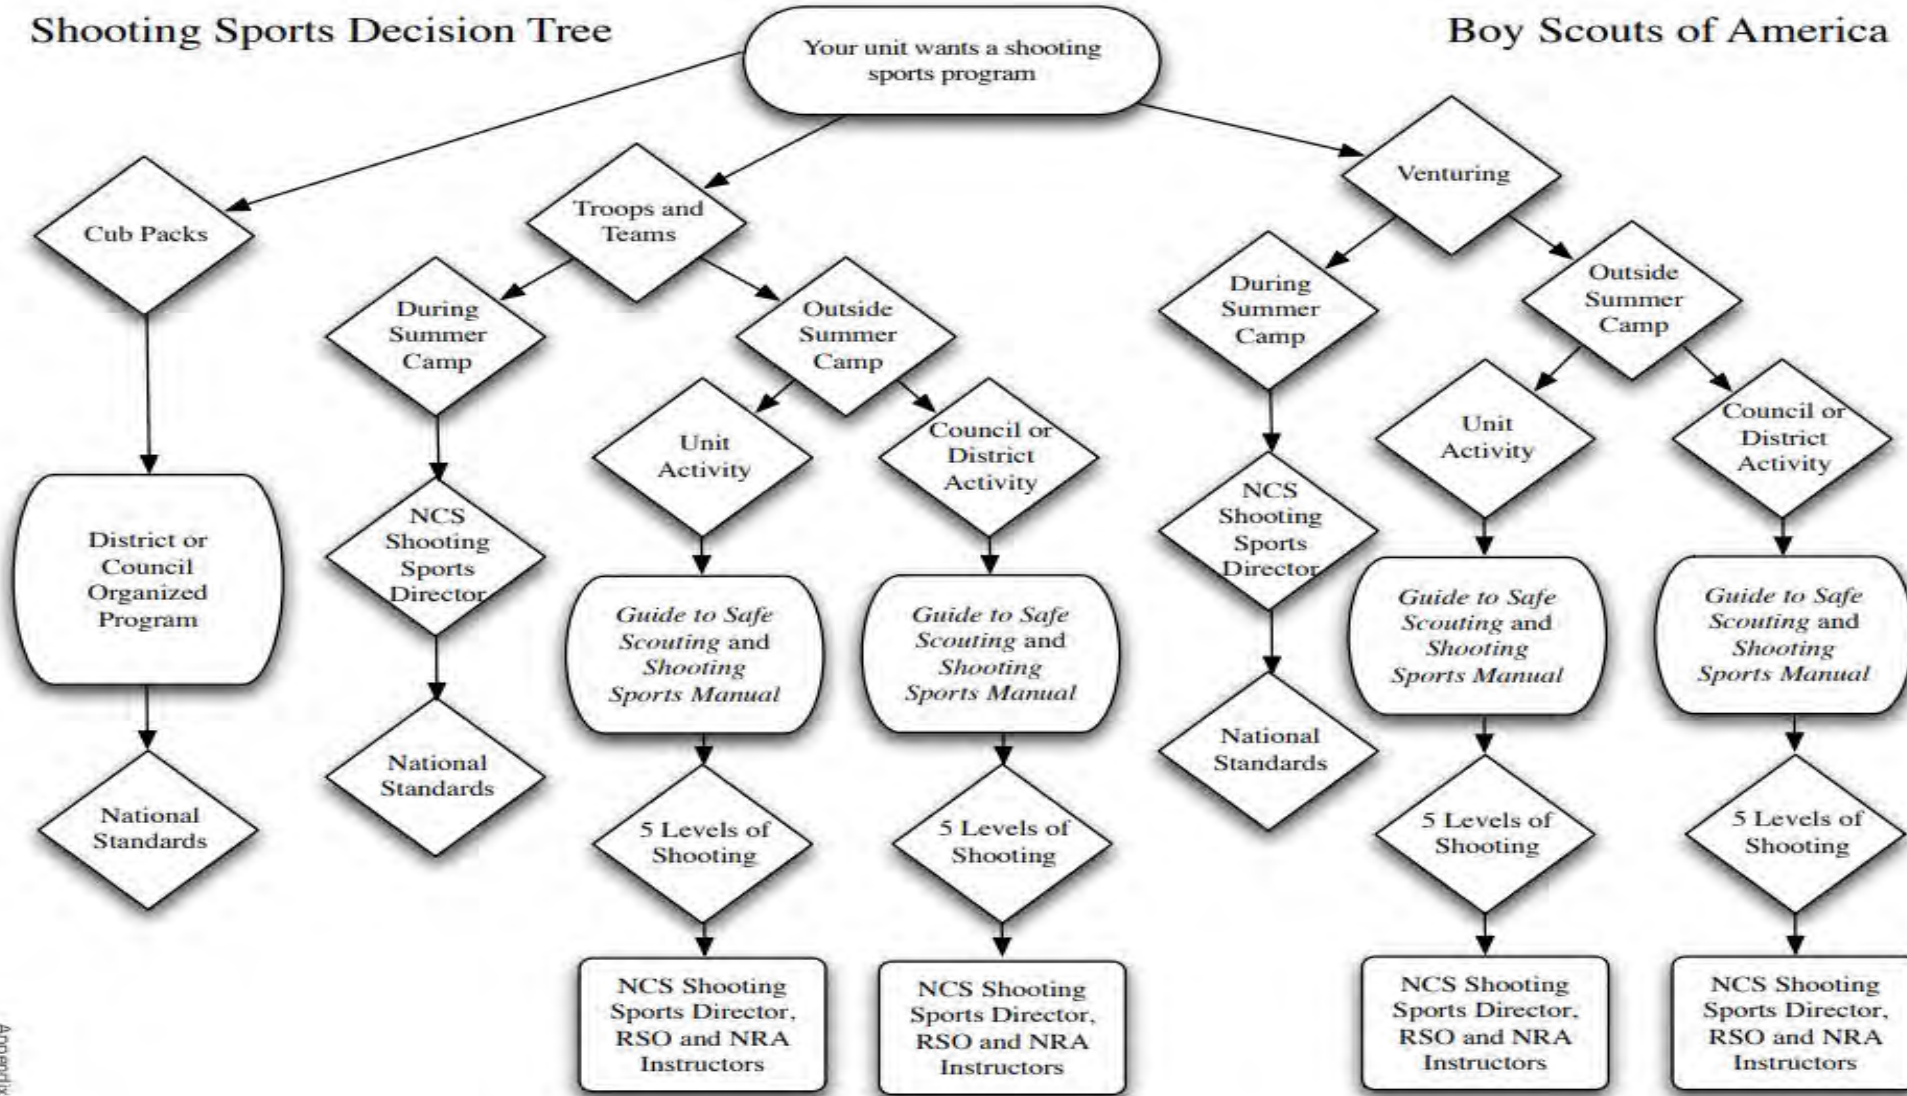 Shooting Sports Decision Tree
Boy Scouts of America
Your unit wants a shooting
sports program
Cub Packs
District or
Council
Organized
Program
National
Standards
Troops and
Teams
During
Summer
Camp
NCS
Shooting
Sports
Director
National
Standards
Outside
Summer
Camp
Unit
Activity
Guide to Safe
Scouting and
Shooting
Sports Manual
5 Levels of
Shooting
NCS Shooting
Sports Director,
RSO and NRA
Instructors
Council or
District
Activity
Guide to Safe
Scouting and
Shooting
Sports Manual
5 Levels of
Shooting
NCS Shooting
Sports Director,
RSO and NRA
Instructors
Venturing
During
Summer
Camp
NCS
Shooting
Sports
Director
National
Standards
Outside
Summer
Camp
Unit
Activity
Guide to Safe
Scouting and
Shooting
Sports Manual
5 Levels of
Shooting
NCS Shooting
Sports Director,
RSO and NRA
Instructors
Council or
District
Activity
Guide to Safe
Scouting and
Shooting
Sports Manual
5 Levels of
Shooting
NCS Shooting
Sports Director,
RSO and NRA
Instructors
Appendix